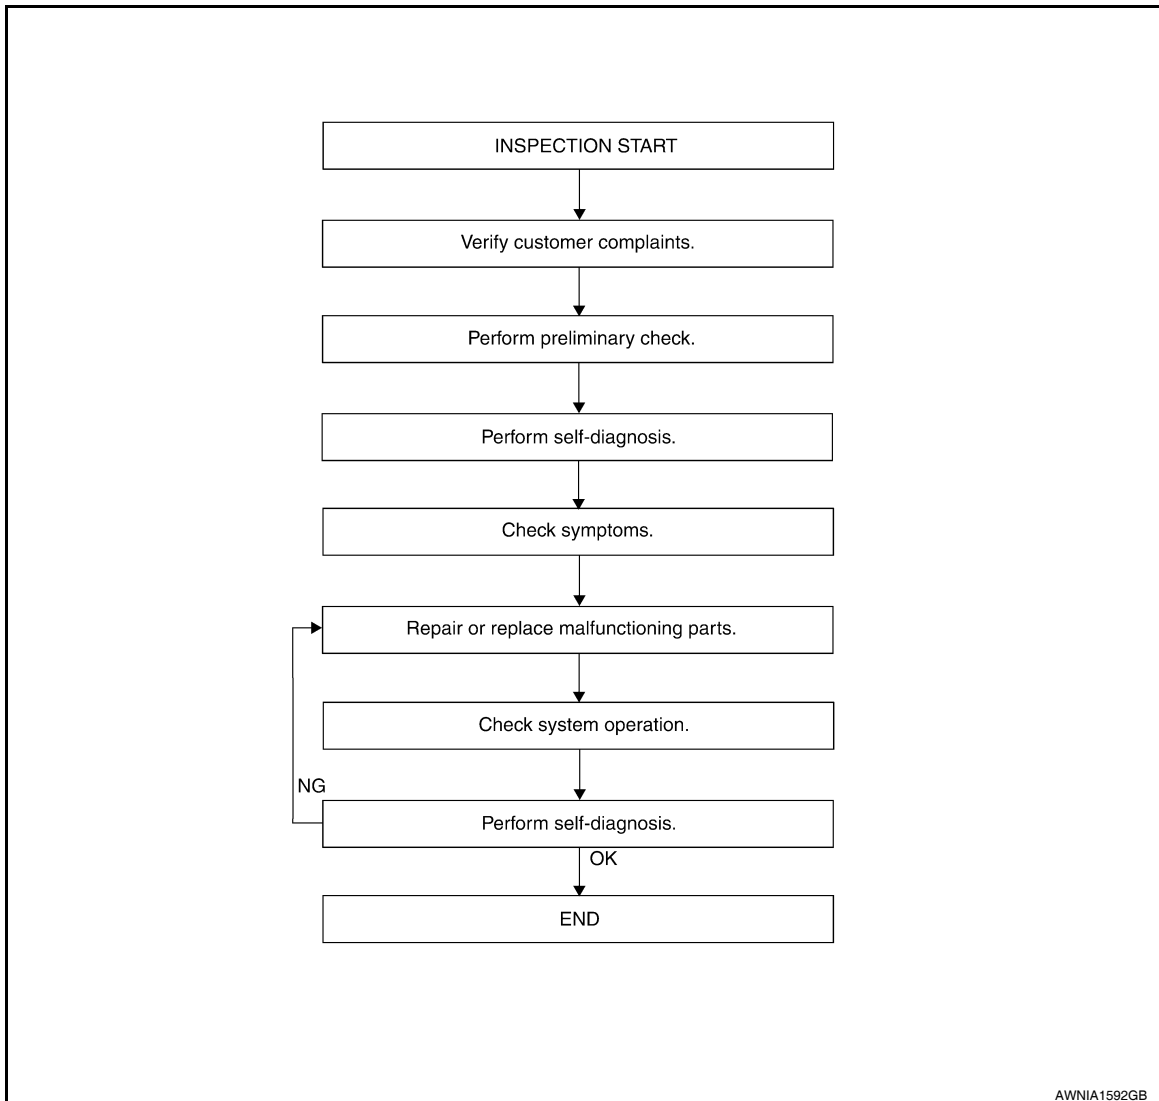 INSPECTION START
Verify customer complaints.
Perform preliminary check.
Perform self-diagnosis.
Check symptoms.
Repair or replace malfunctioning parts.
Check system operation.
NG
Perform self-diagnosis.
OK
END
AWNIA1592GB